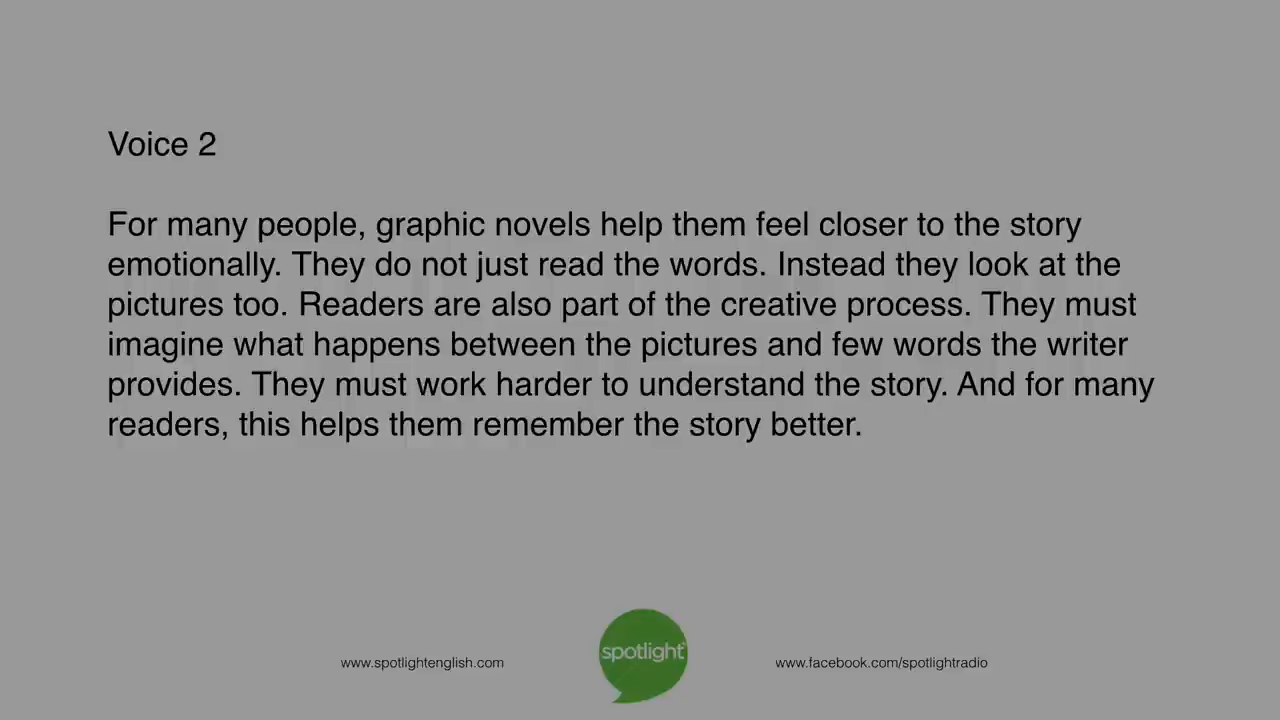 Voice 2
For many people, graphic novels help them feel closer to the story
emotionally. They do not just read the words. Instead they look at the
pictures too. Readers are also part of the creative process. They must
imagine what happens between the pictures and few words the writer
provides. They must work harder to understand the story. And for many
readers, this helps them remember the story better.
www.spotlightenglish.com
spotlight
www.facebook.com/spotlightradio